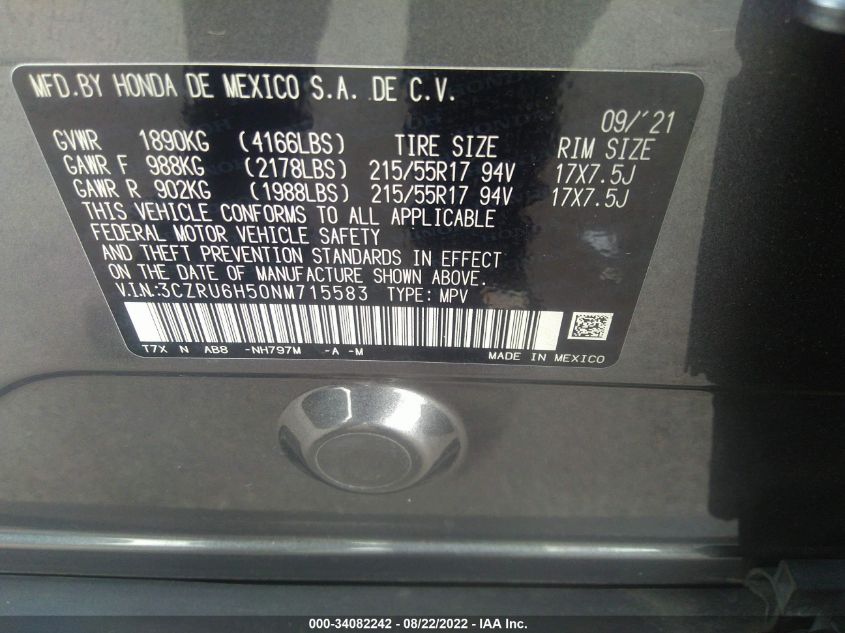 MFD.BY HONDA DE MEXICO S.A. DE C.V.
09/'21
GVWR 1890KG (4166LBS) TIRE SIZE RIM SIZE
GAWR F 988KG (2178LBS) 215/55R17 94V 17X7.5J
GAWR R 902KG (1988LBS) 215/55R17 94V 17X7.5J
THIS VEHICLE CONFORMS TO ALL APPLICABLE
FEDERAL MOTOR VEHICLE SAFETY
AND THEFT PREVENTION STANDARDS IN EFFECT
ON THE DATE OF MANUFACTURE SHOWN ABOVE.
V.IN:3CZRU6H50NM715583 TYPE: MPV
T7X N AB8 -NH797M -A -M
MADE IN MEXICO
000-34082242 - 08/22/2022 - IAA Inc.